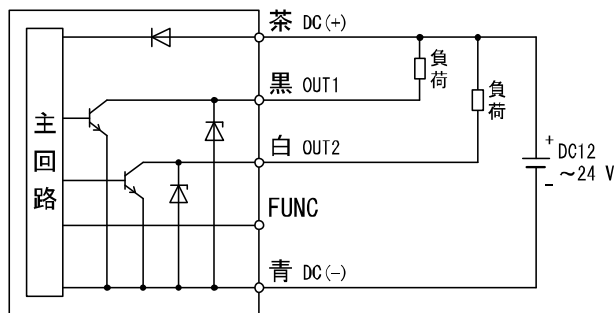 茶 DC(+)
負荷
黒 OUT1
負荷
主回路
白 OUT2
+
DC12
～24 V
−
FUNC
青 DC(−)